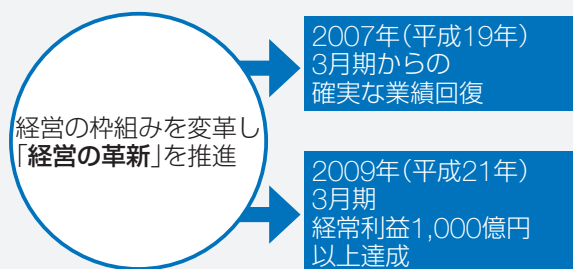 経営の枠組みを変革し
「経営の革新」を推進
2007年（平成19年）
3月期からの
確実な業績回復
2009年（平成21年）
3月期
経常利益1,000億円
以上達成